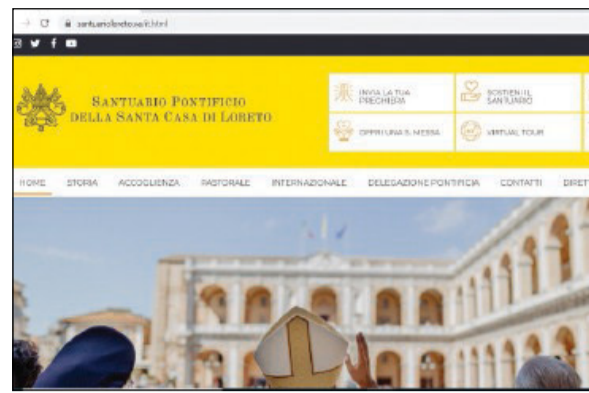 santuarioloreto.va/it.html
SANTUARIO PONTIFICIO
DELLA SANTA CASA DI LORETO
INVIA LA TUA
PREGHIERA
SOSTIENI IL
SANTUARIO
OFFRI UNA S. MESSA
VIRTUAL TOUR
HOME STORIA ACCOGLIENZA PASTORALE INTERNAZIONALE DELEGAZIONE PONTIFICIA CONTATTI DIRETT